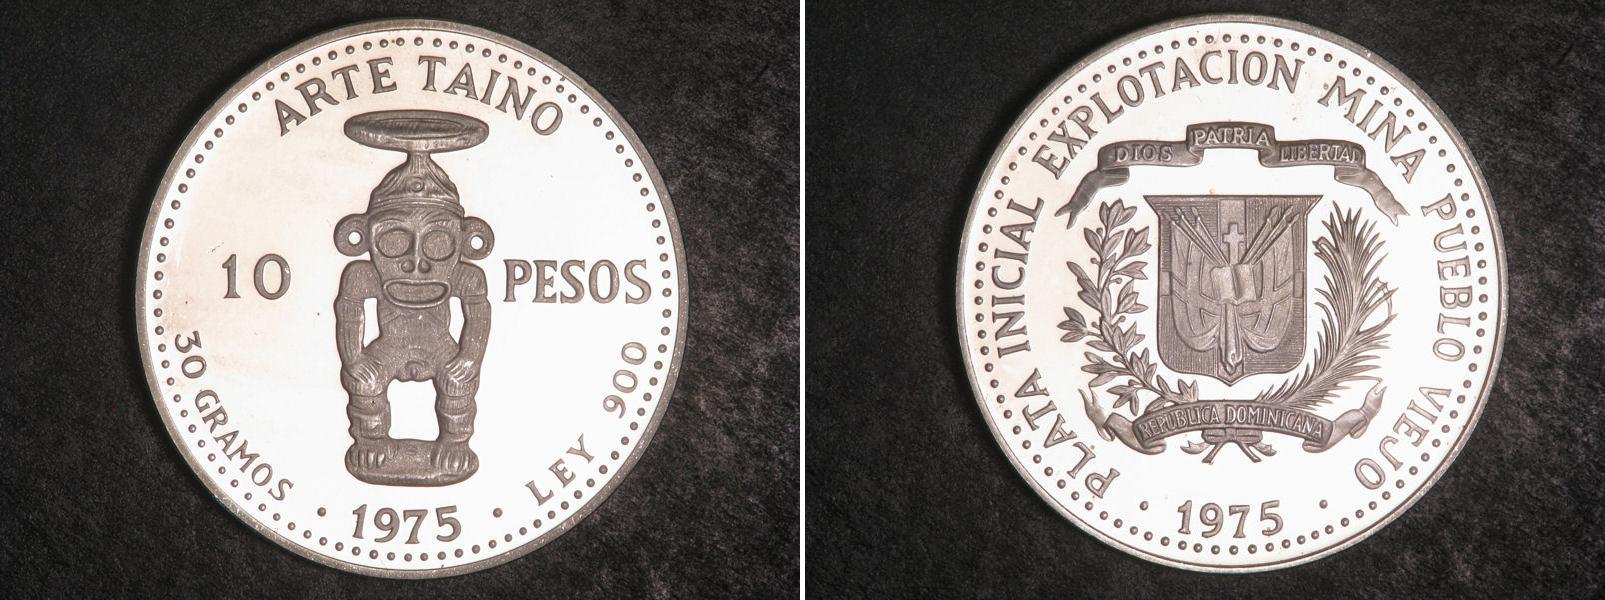 ARTE TAINO
10 PESOS
30 GRAMOS
1975
LEY 900
PLATA INICIAL EXPLOTACION MINA PUEBLO VIEJO
DIOS PATRIA LIBERTAD
REPUBLICA DOMINICANA
1975